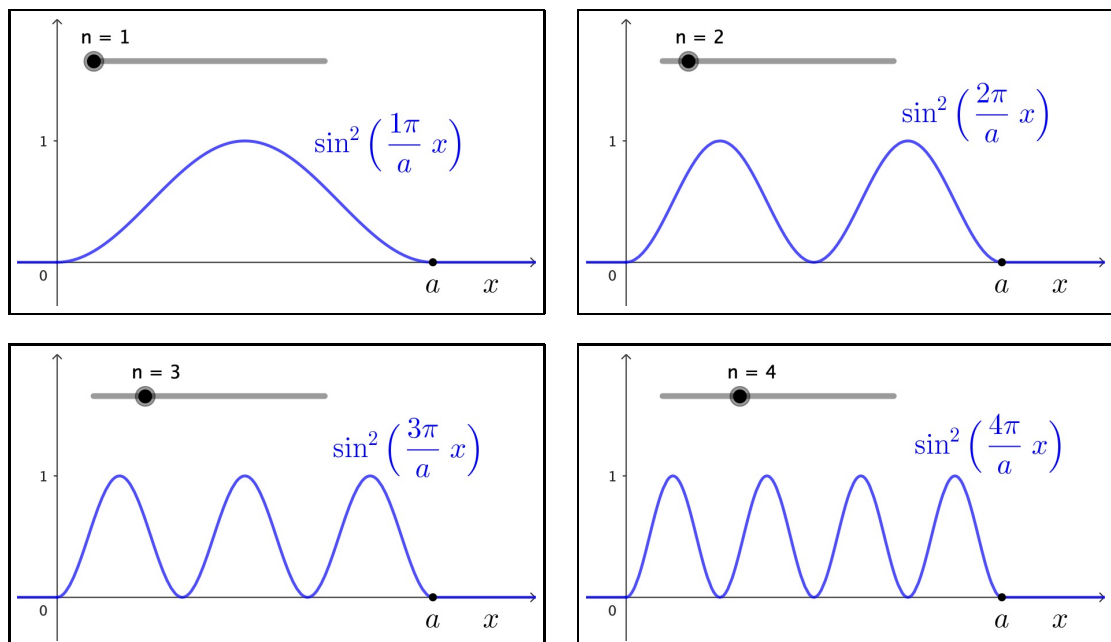 n = 1
1
sin² ( 1π/a x )
0
a x
n = 2
1
sin² ( 2π/a x )
0
a x
n = 3
1
sin² ( 3π/a x )
0
a x
n = 4
1
sin² ( 4π/a x )
0
a x